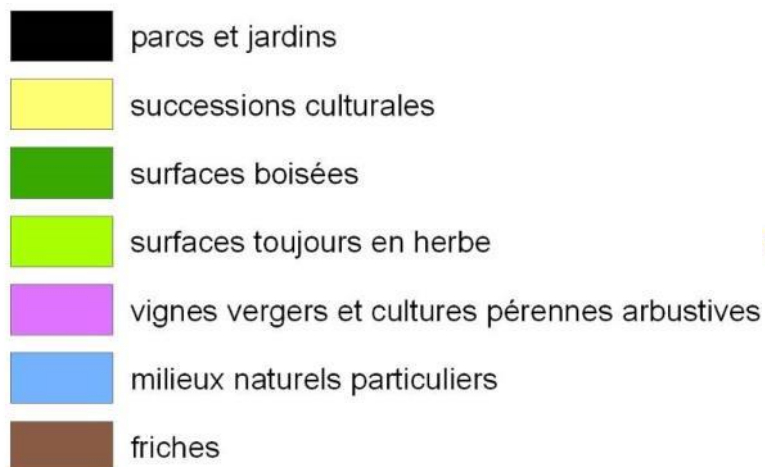 parcs et jardins
successions culturales
surfaces boisées
surfaces toujours en herbe
vignes vergers et cultures pérennes arbustives
milieux naturels particuliers
friches